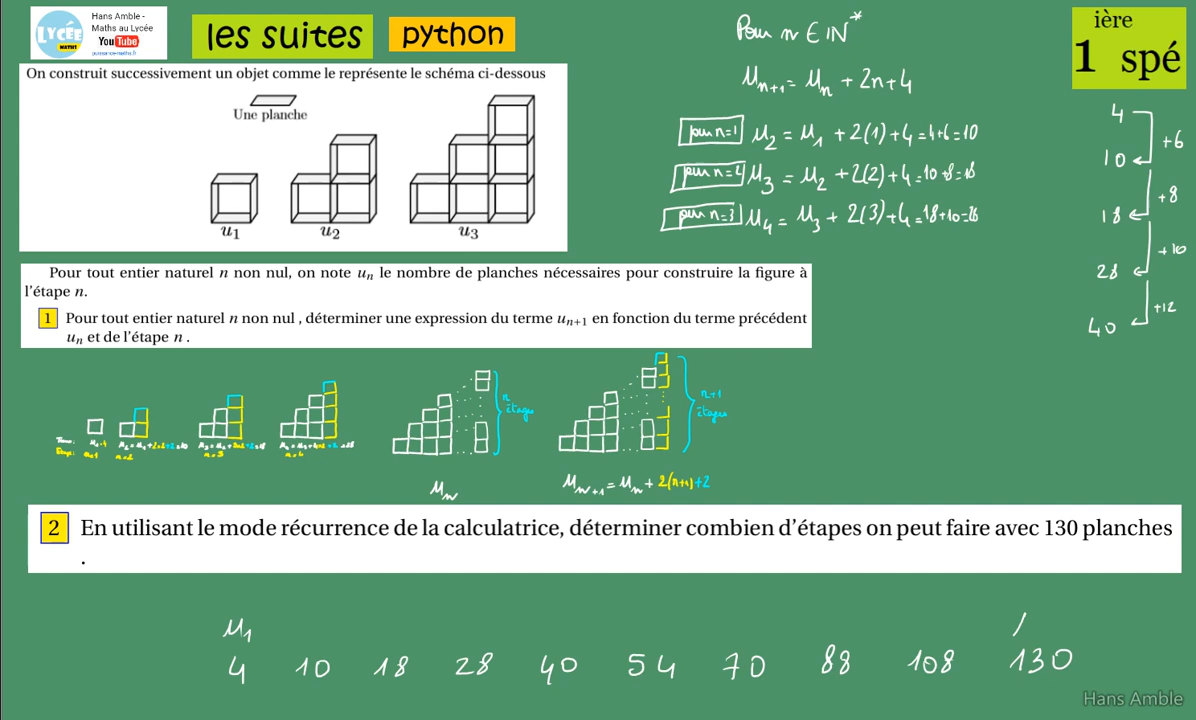 LYCÉE
MATHS
Hans Amble -
Maths au Lycée
YouTube
les suites
python
ière
1 spé
On construit successivement un objet comme le représente le schéma ci-dessous
Une planche
u₁ u₂ u₃
Pour n ∈ ℕ*
uₙ₊₁ = uₙ + 2n + 4
pour n=1 u₂ = u₁ + 2(1) + 4 = 4+6 = 10
u₃ = u₂ + 2(2) + 4 = 10+8 = 18
pour n=3 u₄ = u₃ + 2(3) + 4 = 18+10 =
4
+6
10
+8
18
+10
28
+12
40
Pour tout entier naturel n non nul, on note uₙ le nombre de planches nécessaires pour construire la figure à
l'étape n.
1 Pour tout entier naturel n non nul , déterminer une expression du terme uₙ₊₁ en fonction du terme précédent
uₙ et de l'étape n .
n étages
n+1 étages
uₙ
uₙ₊₁ = uₙ + 2(n+1) + 2
2 En utilisant le mode récurrence de la calculatrice, déterminer combien d'étapes on peut faire avec 130 planches
.
u₁
4 10 18 28 40 54 70 88 108 130
Hans Amble